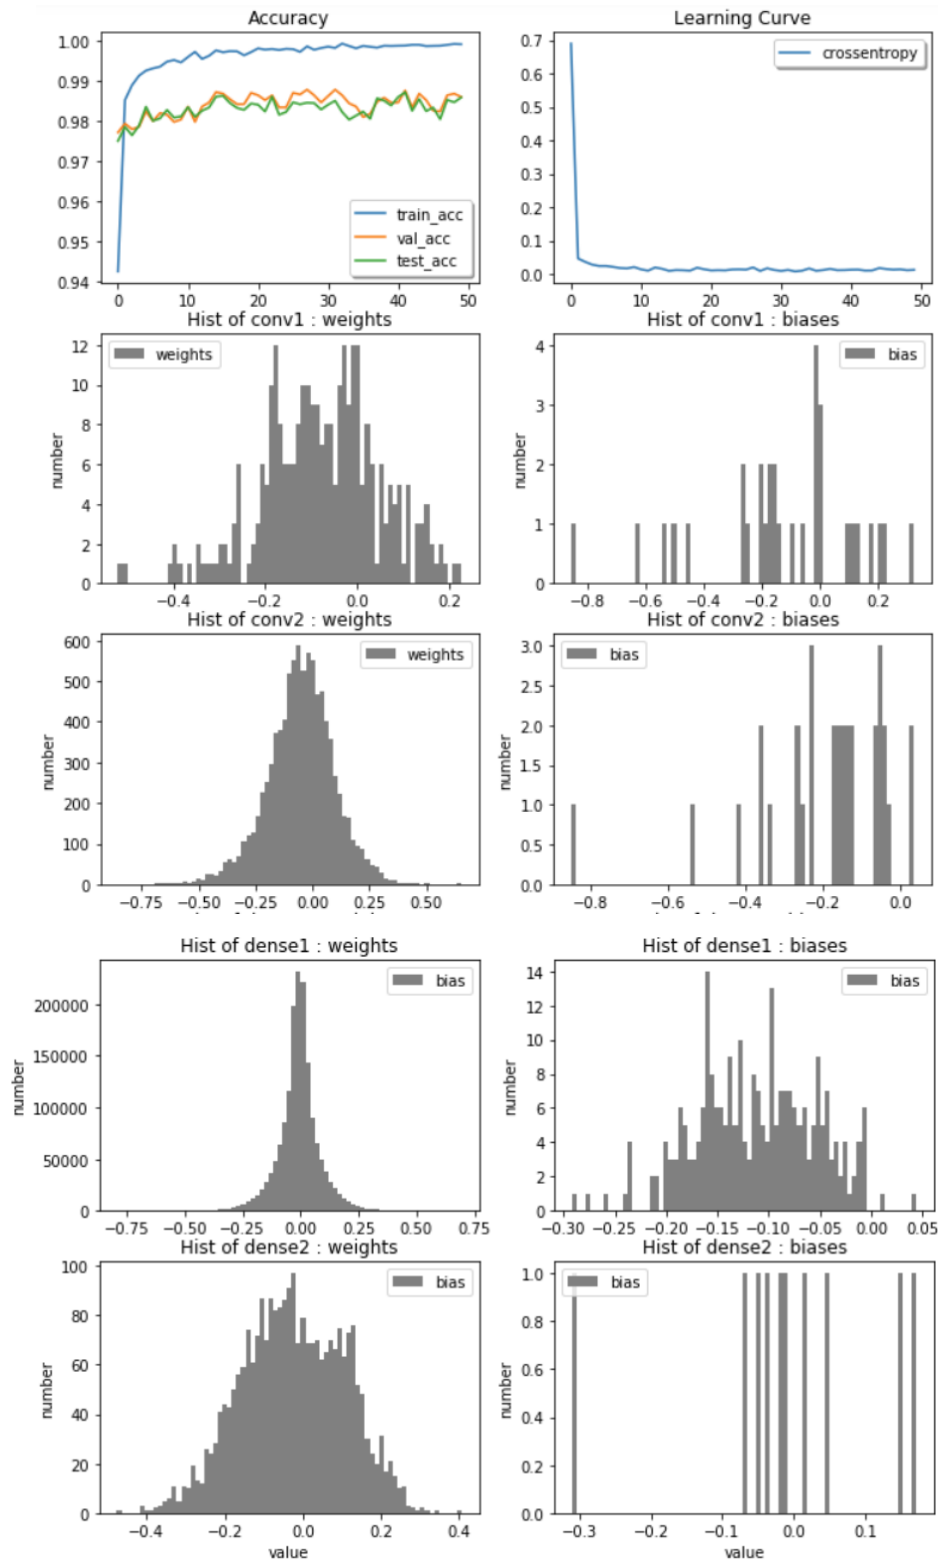 Accuracy
1.00
0.99
0.98
0.97
0.96
0.95
0.94
train_acc
val_acc
test_acc
0 10 20 30 40 50
Learning Curve
0.7
0.6
0.5
0.4
0.3
0.2
0.1
0.0
crossentropy
0 10 20 30 40 50
Hist of conv1 : weights
12
10
8
6
4
2
0
number
weights
−0.4 −0.2 0.0 0.2
Hist of conv1 : biases
4
3
2
1
0
number
bias
−0.8 −0.6 −0.4 −0.2 0.0 0.2
Hist of conv2 : weights
600
500
400
300
200
100
0
number
weights
−0.75 −0.50 −0.25 0.00 0.25 0.50
Hist of conv2 : biases
3.0
2.5
2.0
1.5
1.0
0.5
0.0
number
bias
−0.8 −0.6 −0.4 −0.2 0.0
Hist of dense1 : weights
200000
150000
100000
50000
0
number
bias
−0.75 −0.50 −0.25 0.00 0.25 0.50 0.75
Hist of dense1 : biases
14
12
10
8
6
4
2
0
number
bias
−0.30 −0.25 −0.20 −0.15 −0.10 −0.05 0.00 0.05
Hist of dense2 : weights
100
80
60
40
20
0
number
bias
−0.4 −0.2 0.0 0.2 0.4
value
Hist of dense2 : biases
1.0
0.8
0.6
0.4
0.2
0.0
number
bias
−0.3 −0.2 −0.1 0.0 0.1
value